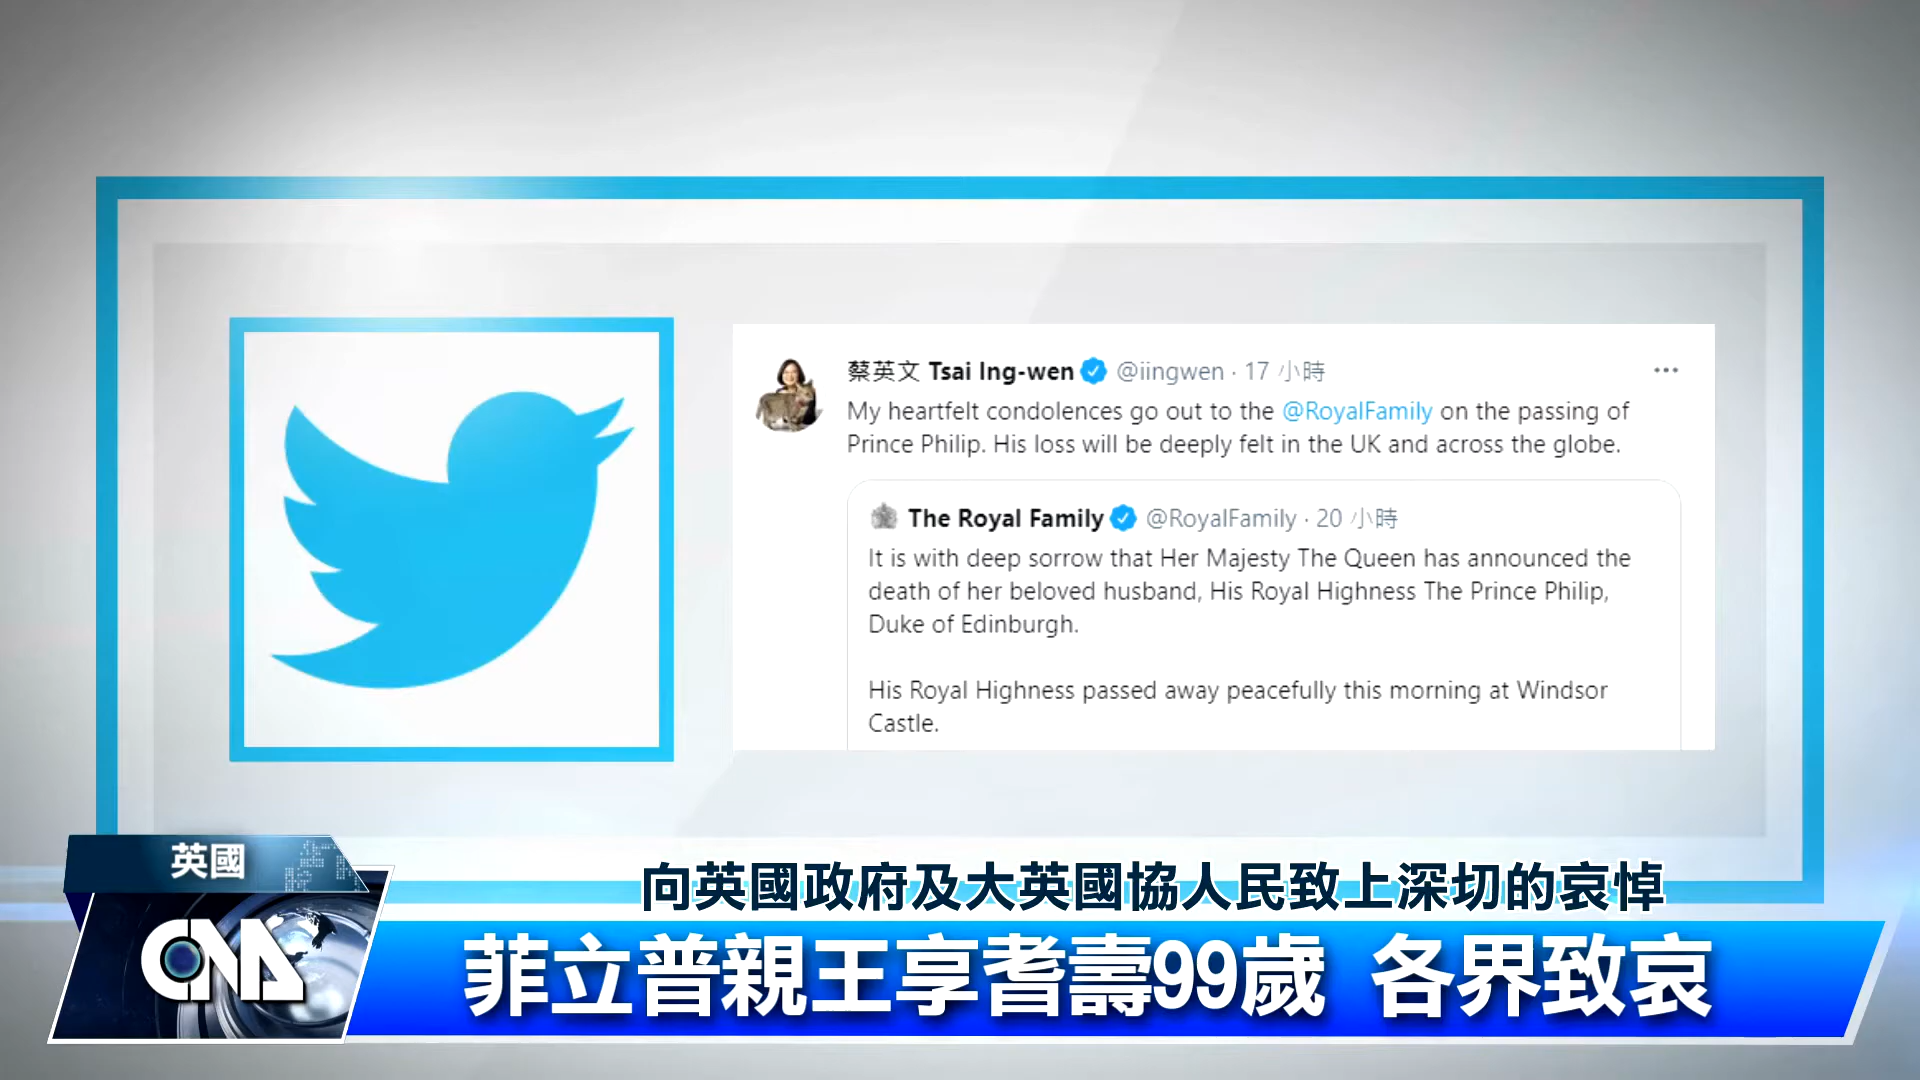 蔡英文 Tsai Ing-wen @iingwen · 17 小時
My heartfelt condolences go out to the @RoyalFamily on the passing of
Prince Philip. His loss will be deeply felt in the UK and across the globe.
The Royal Family @RoyalFamily · 20 小時
It is with deep sorrow that Her Majesty The Queen has announced the
death of her beloved husband, His Royal Highness The Prince Philip,
Duke of Edinburgh.
His Royal Highness passed away peacefully this morning at Windsor
Castle.
英國
向英國政府及大英國協人民致上深切的哀悼
CNA
菲立普親王享耆壽99歲 各界致哀